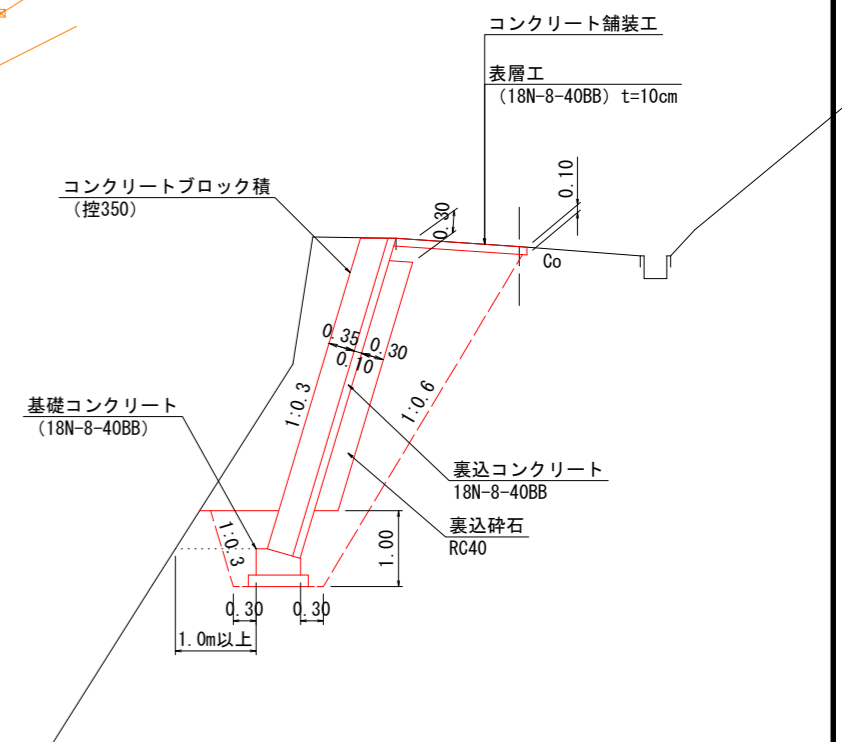 コンクリート舗装工
表層工
(18N-8-40BB) t=10cm
0.10
コンクリートブロック積
(控350)
0.30
Co
0.35
0.30
0.10
1:0.3
1:0.6
基礎コンクリート
(18N-8-40BB)
裏込コンクリート
18N-8-40BB
裏込砕石
RC40
1:0.3
1.00
0.30
0.30
1.0m以上